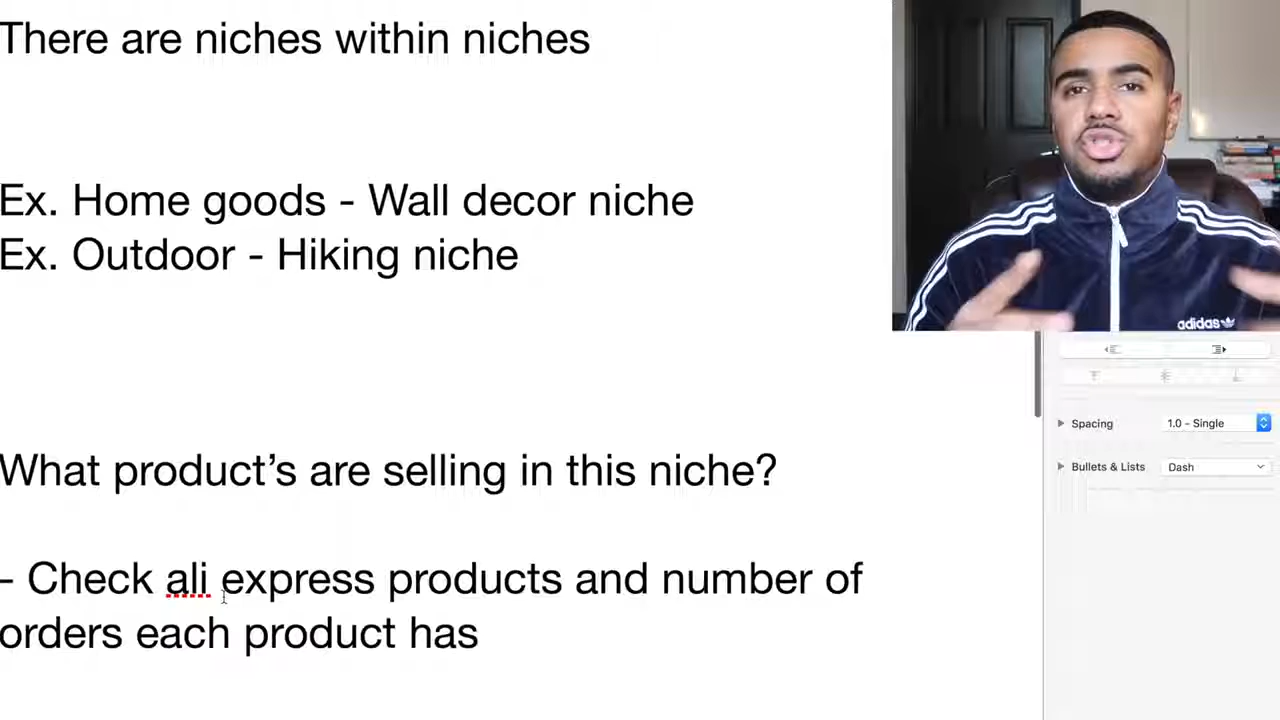 There are niches within niches
Ex. Home goods - Wall decor niche
Ex. Outdoor - Hiking niche
adidas
Spacing
1.0 - Single
Bullets & Lists
Dash
What product’s are selling in this niche?
- Check ali express products and number of
orders each product has